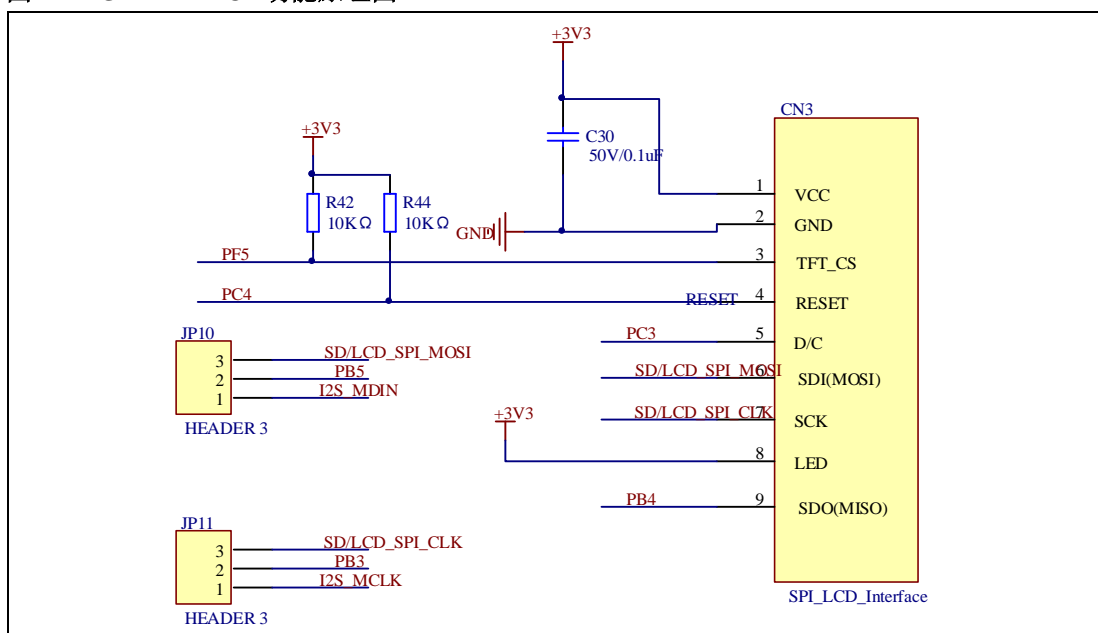 +3V3
CN3
+3V3
C30
50V/0.1uF
1 VCC
R42
10KΩ
R44
10KΩ
2 GND
GND
PF5
3 TFT_CS
PC4
RESET
4 RESET
JP10
PC3
5 D/C
3 SD/LCD_SPI_MOSI
2 PB5
1 I2S_MDIN
SD/LCD_SPI_MOSI
6 SDI(MOSI)
HEADER 3
+3V3
SD/LCD_SPI_CLK
7 SCK
8 LED
PB4
9 SDO(MISO)
JP11
3 SD/LCD_SPI_CLK
2 PB3
1 I2S_MCLK
HEADER 3
SPI_LCD_Interface